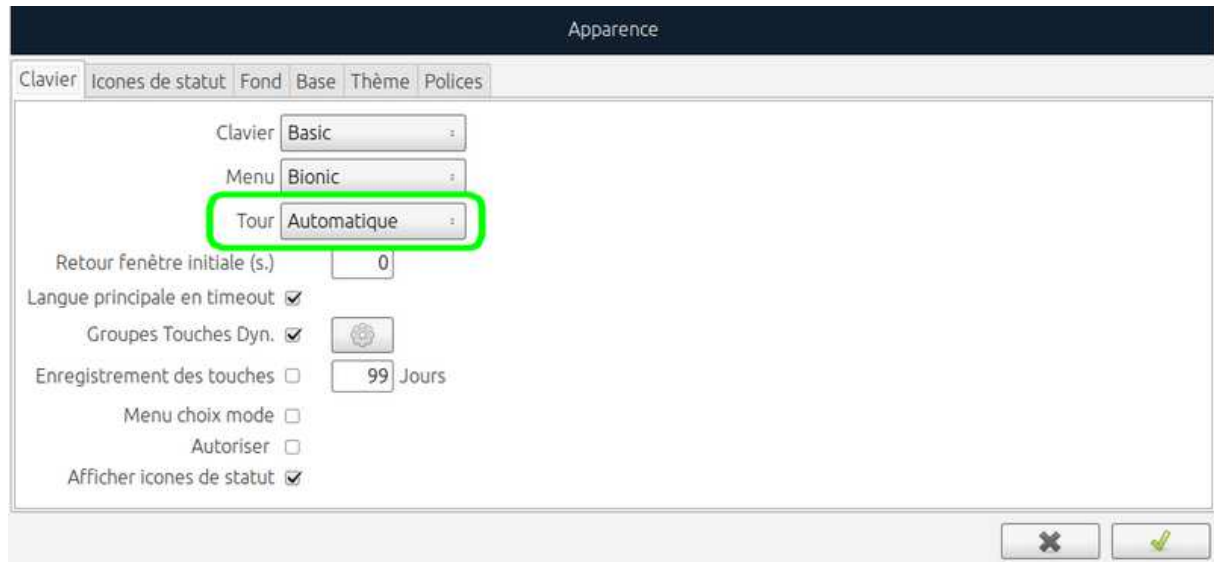 Apparence
Clavier Icones de statut Fond Base Thème Polices
Clavier Basic
Menu Bionic
Tour Automatique
Retour fenêtre initiale (s.) 0
Langue principale en timeout
Groupes Touches Dyn.
Enregistrement des touches 99 Jours
Menu choix mode
Autoriser
Afficher icones de statut